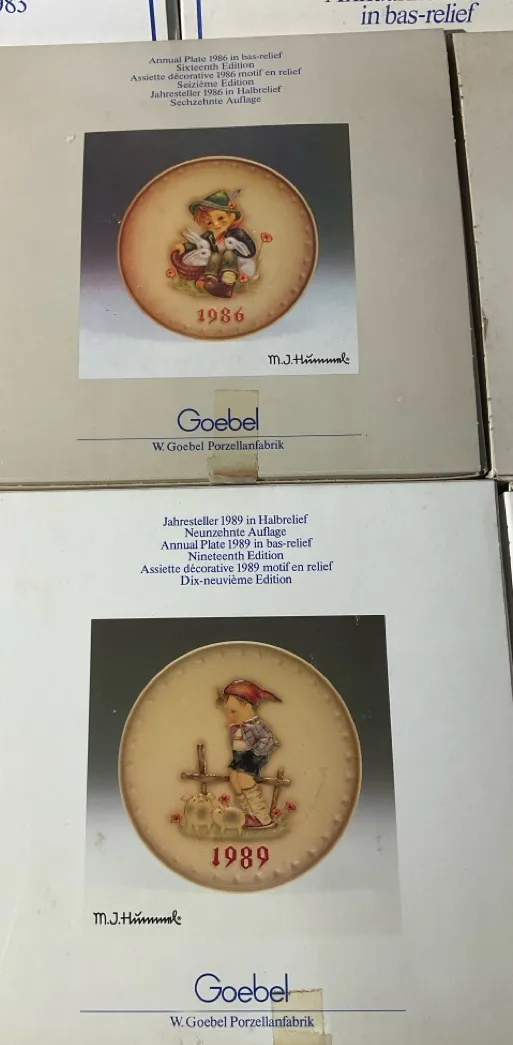 983
in bas-relief
Annual Plate 1986 in bas-relief
Sixteenth Edition
Assiette décorative 1986 motif en relief
Seizième Edition
Jahresteller 1986 in Halbrelief
Sechzehnte Auflage
1986
M.J.Hummel
Goebel
W. Goebel Porzellanfabrik
Jahresteller 1989 in Halbrelief
Neunzehnte Auflage
Annual Plate 1989 in bas-relief
Nineteenth Edition
Assiette décorative 1989 motif en relief
Dix-neuvième Edition
1989
M.J.Hummel®
Goebel
W. Goebel Porzellanfabrik